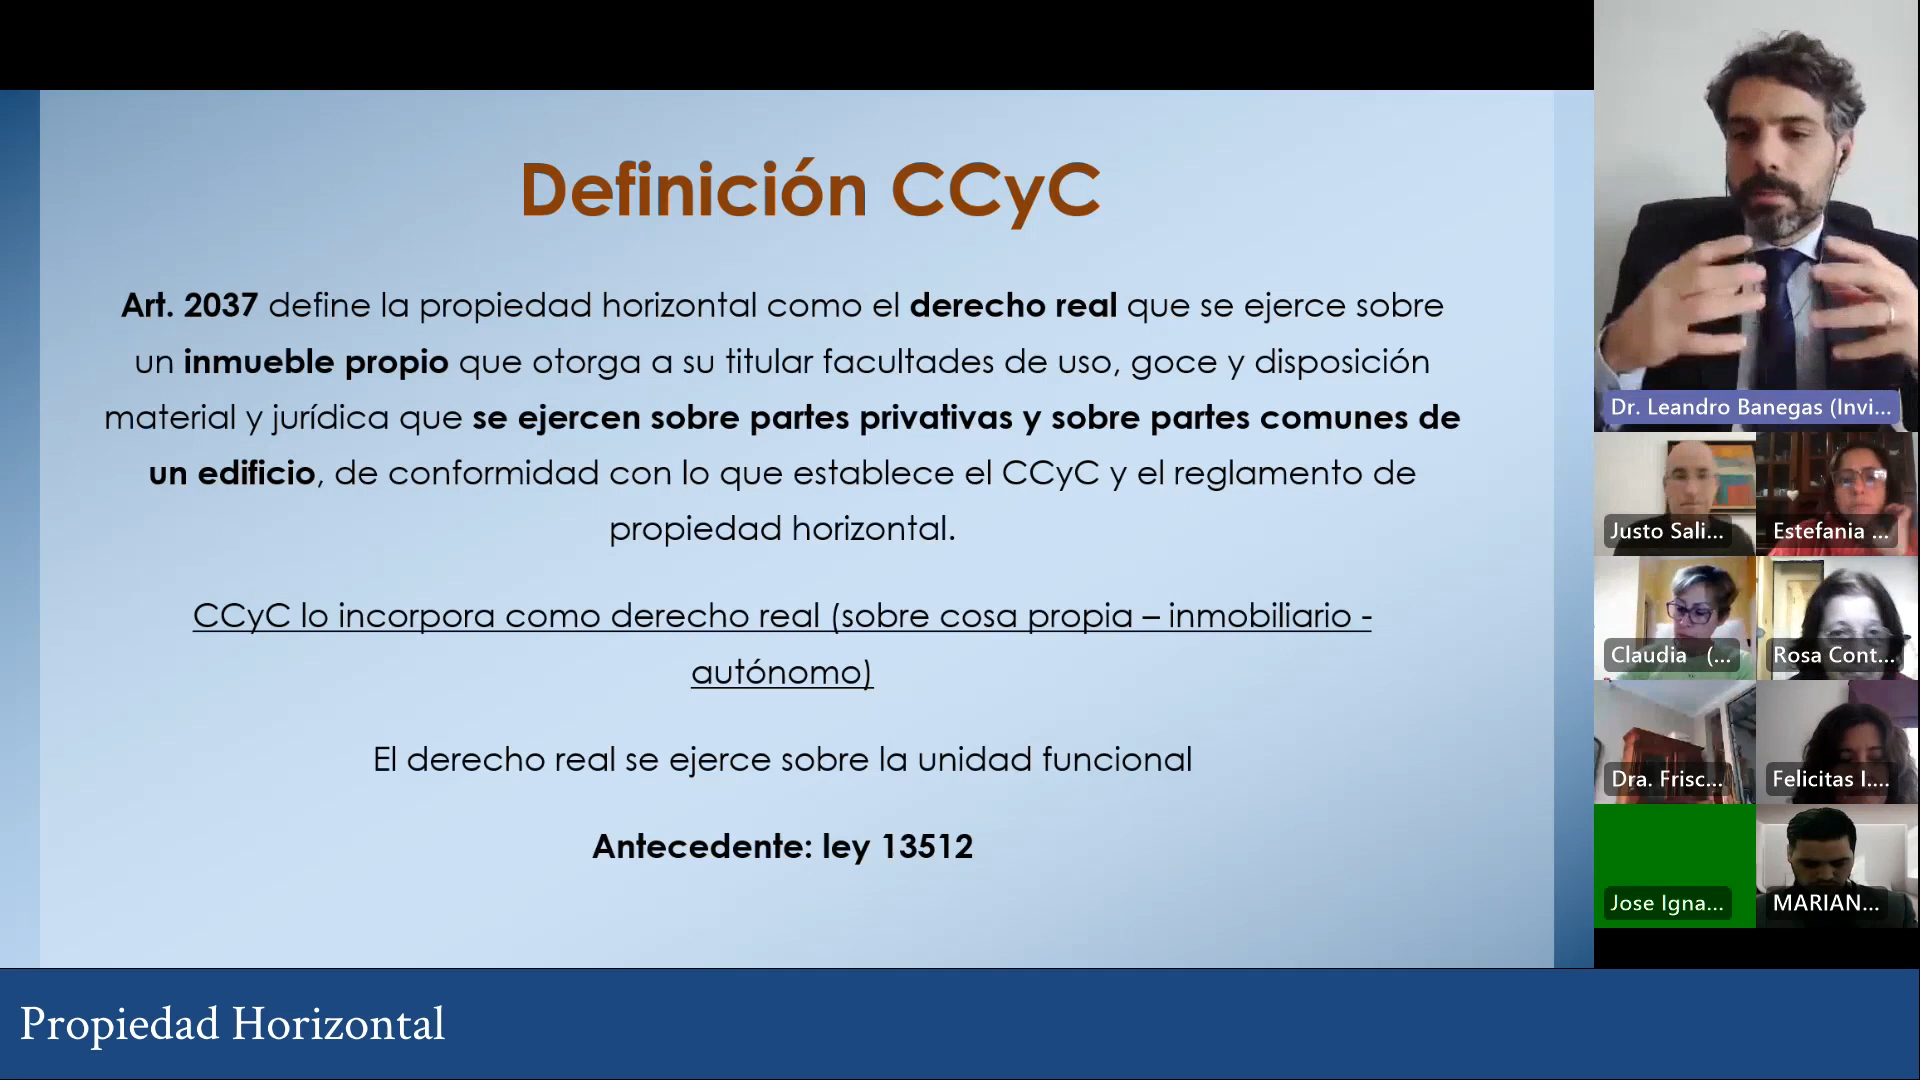 Definición CCyC
Art. 2037 define la propiedad horizontal como el derecho real que se ejerce sobre
un inmueble propio que otorga a su titular facultades de uso, goce y disposición
material y jurídica que se ejercen sobre partes privativas y sobre partes comunes de
un edificio, de conformidad con lo que establece el CCyC y el reglamento de
propiedad horizontal.
CCyC lo incorpora como derecho real (sobre cosa propia – inmobiliario -
autónomo)
El derecho real se ejerce sobre la unidad funcional
Antecedente: ley 13512
Dr. Leandro Banegas (Invi...
Justo Sali...
Estefania ...
Claudia (...
Rosa Cont...
Dra. Frisc...
Felicitas I....
Jose Igna...
MARIAN...
Propiedad Horizontal